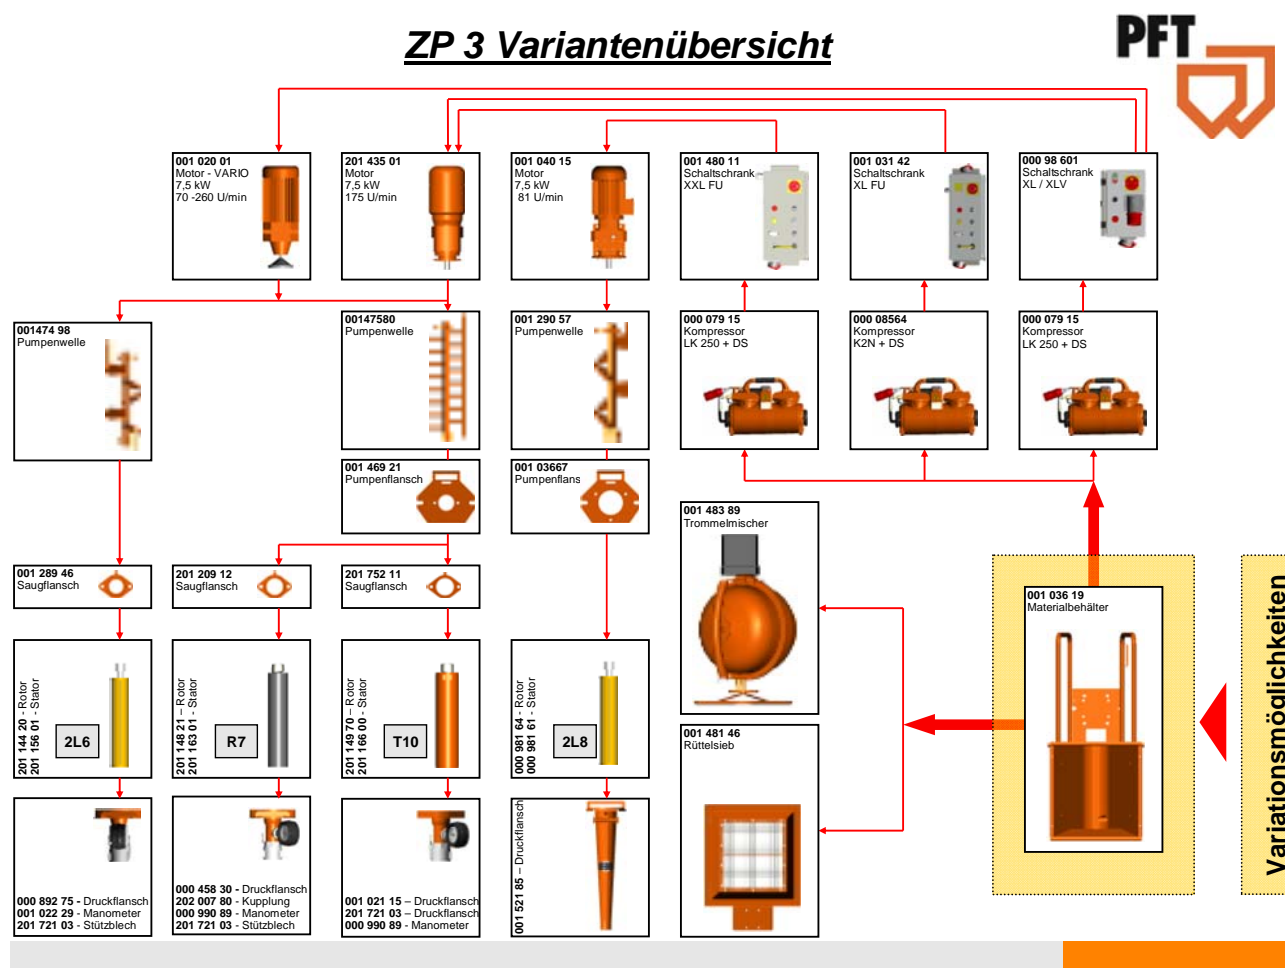 ZP 3 Variantenübersicht
PFT
001 020 01
Motor - VARIO
7,5 kW
70 -260 U/min
201 435 01
Motor
7,5 kW
175 U/min
001 040 15
Motor
7,5 kW
81 U/min
001 480 11
Schaltschrank
XXL FU
001 031 42
Schaltschrank
XL FU
000 98 601
Schaltschrank
XL / XLV
001474 98
Pumpenwelle
00147580
Pumpenwelle
001 290 57
Pumpenwelle
000 079 15
Kompressor
LK 250 + DS
000 08564
Kompressor
K2N + DS
000 079 15
Kompressor
LK 250 + DS
001 469 21
Pumpenflansch
001 03667
Pumpenflans
001 483 89
Trommelmischer
001 289 46
Saugflansch
201 209 12
Saugflansch
201 752 11
Saugflansch
001 036 19
Materialbehälter
Variationsmöglichkeiten
201 144 20 - Rotor
201 156 01 - Stator
2L6
201 148 21 – Rotor
201 163 01 - Stator
R7
201 149 70 – Rotor
201 166 00 - Stator
T10
000 981 64 - Rotor
000 981 61 - Stator
2L8
001 481 46
Rüttelsieb
000 892 75 - Druckflansch
001 022 29 - Manometer
201 721 03 - Stützblech
000 458 30 - Druckflansch
202 007 80 - Kupplung
000 990 89 - Manometer
201 721 03 - Stützblech
001 021 15 – Druckflansch
201 721 03 – Druckflansch
000 990 89 - Manometer
001 521 85 – Druckflansch